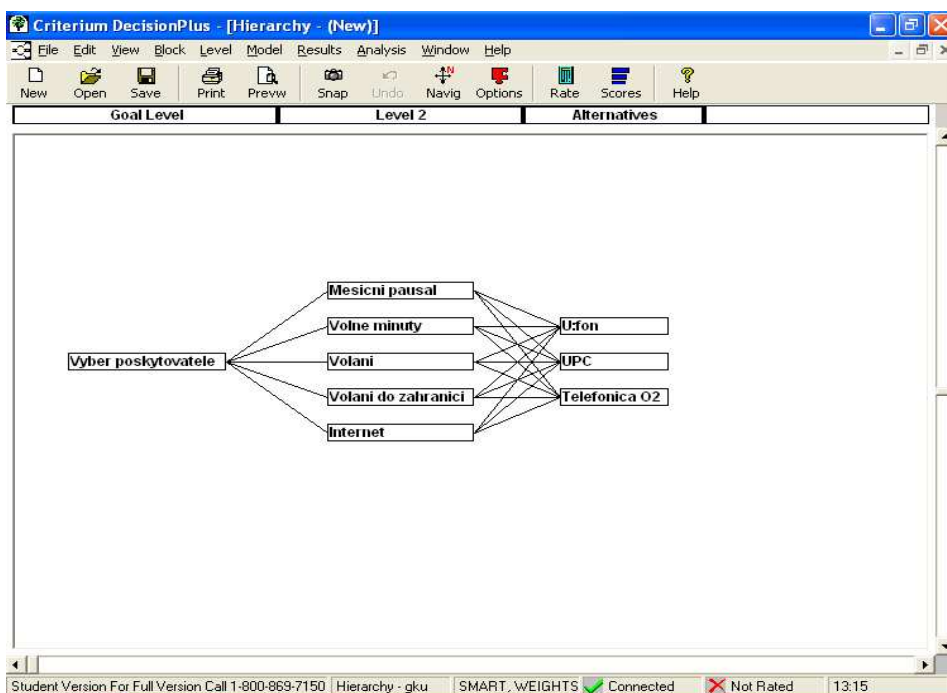 Criterium DecisionPlus - [Hierarchy - (New)]
File Edit View Block Level Model Results Analysis Window Help
New Open Save Print Prevw Snap Undo Navig Options Rate Scores Help
Goal Level Level 2 Alternatives
Mesicni pausal
Volne minuty U:fon
Vyber poskytovatele Volani UPC
Volani do zahranici Telefonica O2
Internet
Student Version For Full Version Call 1-800-869-7150 Hierarchy - gku SMART, WEIGHTS Connected Not Rated 13:15